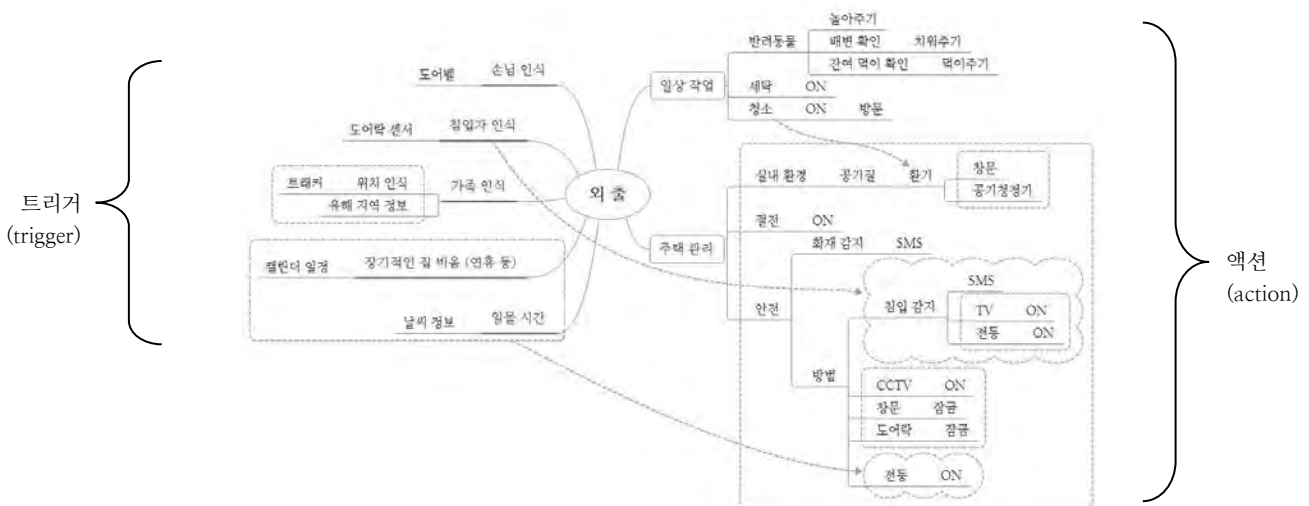 트리거
(trigger)
도어벨 손님 인식
도어락 센서 침입자 인식
트래커 위치 인식
유해 지역 정보
가족 인식
캘린더 일정 장기적인 집 비움 (연휴 등)
날씨 정보 일몰 시간
외출
일상 작업
반려동물
놀아주기
배변 확인 치워주기
잔여 먹이 확인 먹이주기
세탁 ON
청소 ON 방문
주택 관리
실내 환경 공기질 환기
창문
공기청정기
절전 ON
안전
화재 감지 SMS
방범
침입 감지
SMS
TV ON
전등 ON
CCTV ON
창문 잠금
도어락 잠금
전등 ON
액션
(action)